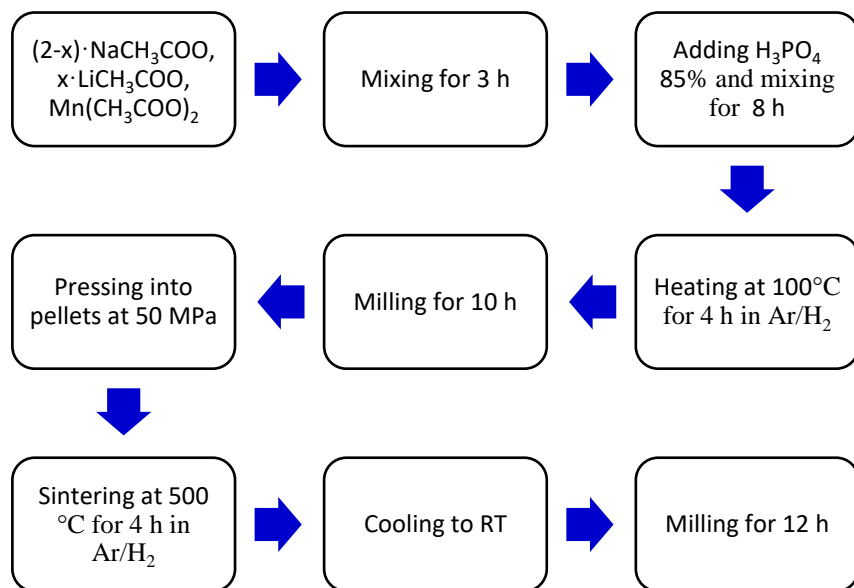 (2-x)·NaCH₃COO,
x·LiCH₃COO,
Mn(CH₃COO)₂
Mixing for 3 h
Adding H₃PO₄
85% and mixing
for 8 h
Heating at 100°C
for 4 h in Ar/H₂
Milling for 10 h
Pressing into
pellets at 50 MPa
Sintering at 500
°C for 4 h in
Ar/H₂
Cooling to RT
Milling for 12 h